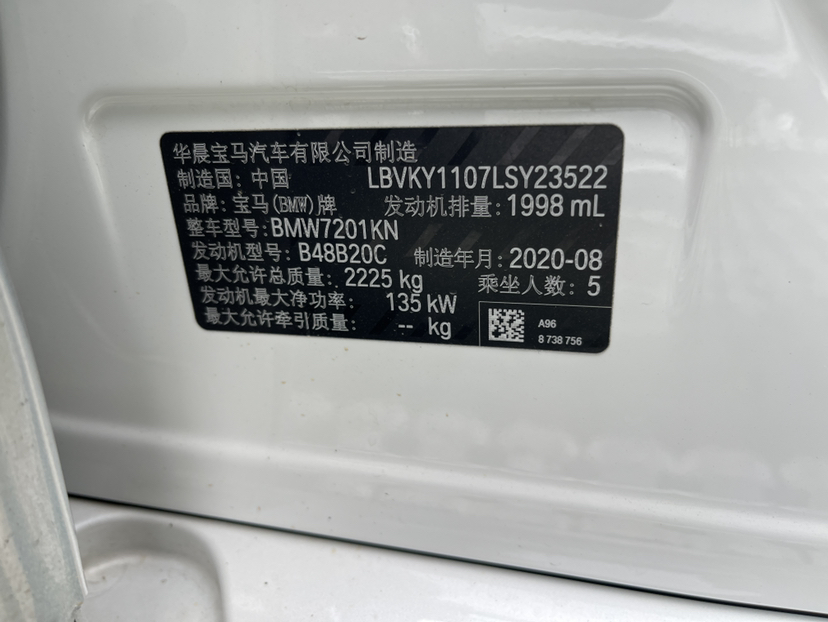 华晨宝马汽车有限公司制造
制造国：中国 LBVKY1107LSY23522
品牌：宝马(BMW)牌 发动机排量：1998 mL
整车型号：BMW7201KN
发动机型号：B48B20C 制造年月：2020-08
最大允许总质量：2225 kg 乘坐人数：5
发动机最大净功率： 135 kW
最大允许牵引质量： -- kg
A96
8 738 756